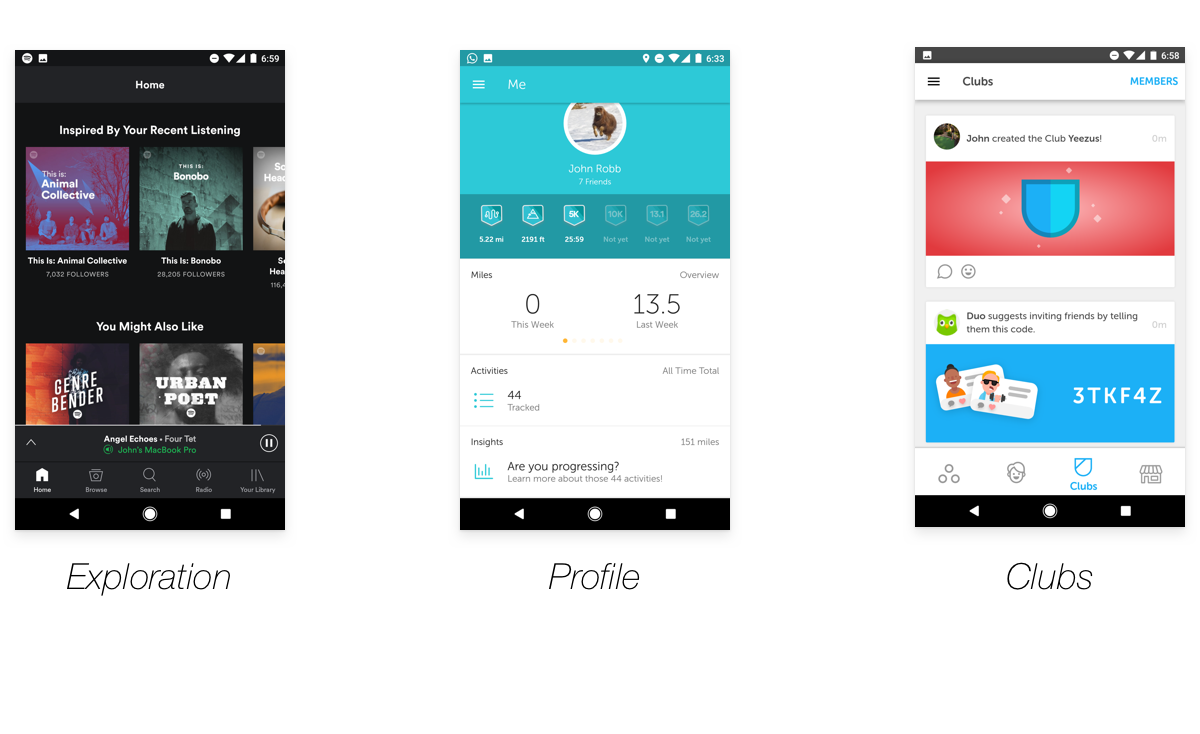 6:59
Home
Inspired By Your Recent Listening
This is:
Animal
Collective
THIS IS:
Bonobo
Sc
Head
This Is: Animal Collective
7,032 FOLLOWERS
This Is: Bonobo
28,205 FOLLOWERS
Sc
Hea
116,4
You Might Also Like
GENRE
BENDER
URBAN
POET
Angel Echoes • Four Tet
John's MacBook Pro
Home
Browse
Search
Radio
Your Library
Exploration
6:33
Me
John Robb
7 Friends
5K
10K
13.1
26.2
5.22 mi
2191 ft
25:59
Not yet
Not yet
Not yet
Miles
Overview
0
13.5
This Week
Last Week
Activities
All Time Total
44
Tracked
Insights
151 miles
Are you progressing?
Learn more about those 44 activities!
Profile
6:58
Clubs
MEMBERS
John created the Club Yeezus!
0m
Duo suggests inviting friends by telling
them this code.
0m
3TKF4Z
Clubs
Clubs